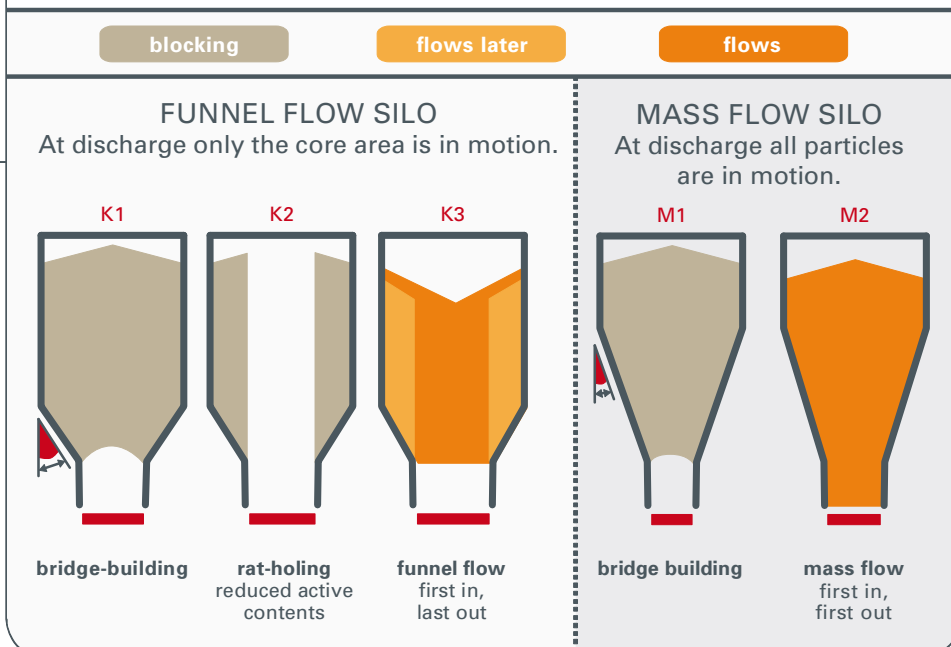 blocking
flows later
flows
FUNNEL FLOW SILO
At discharge only the core area is in motion.
K1
K2
K3
bridge-building
rat-holing
reduced active
contents
funnel flow
first in,
last out
MASS FLOW SILO
At discharge all particles
are in motion.
M1
M2
bridge building
mass flow
first in,
first out